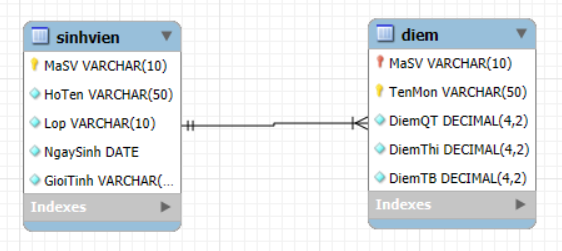 sinhvien
MaSV VARCHAR(10)
HoTen VARCHAR(50)
Lop VARCHAR(10)
NgaySinh DATE
GioiTinh VARCHAR(...
Indexes
diem
MaSV VARCHAR(10)
TenMon VARCHAR(50)
DiemQT DECIMAL(4,2)
DiemThi DECIMAL(4,2)
DiemTB DECIMAL(4,2)
Indexes